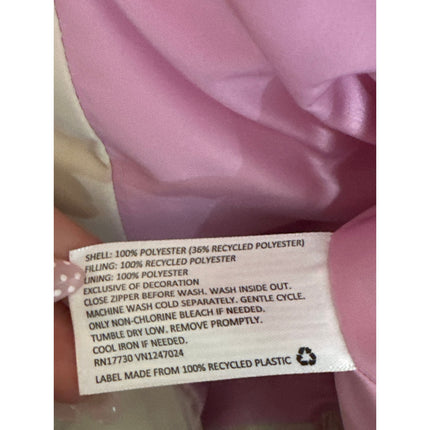 SHELL: 100% POLYESTER (36% RECYCLED POLYESTER)
FILLING: 100% RECYCLED POLYESTER
LINING: 100% POLYESTER
EXCLUSIVE OF DECORATION
CLOSE ZIPPER BEFORE WASH. WASH INSIDE OUT.
MACHINE WASH COLD SEPARATELY. GENTLE CYCLE.
ONLY NON-CHLORINE BLEACH IF NEEDED.
TUMBLE DRY LOW. REMOVE PROMPTLY.
COOL IRON IF NEEDED.
RN17730 VN1247024
LABEL MADE FROM 100% RECYCLED PLASTIC